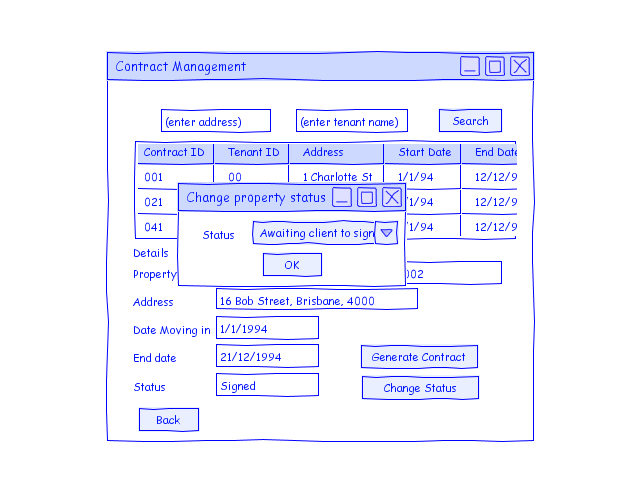 Contract Management
(enter address) (enter tenant name) Search
Contract ID Tenant ID Address Start Date End Date
001 00 1 Charlotte St 1/1/94 12/12/9
021 /1/94 12/12/9
041 /1/94 12/12/9
Change property status
Status Awaiting client to sign
OK
Details
Property 002
Address 16 Bob Street, Brisbane, 4000
Date Moving in 1/1/1994
End date 21/12/1994 Generate Contract
Status Signed Change Status
Back